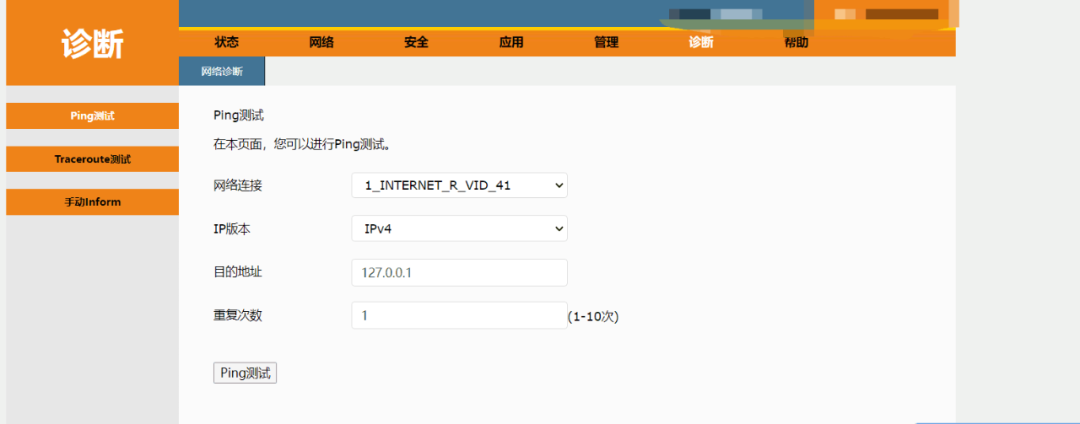 诊断
状态 网络 安全 应用 管理 诊断 帮助
网络诊断
Ping测试
Traceroute测试
手动Inform
Ping测试
在本页面，您可以进行Ping测试。
网络连接 1_INTERNET_R_VID_41
IP版本 IPv4
目的地址 127.0.0.1
重复次数 1 (1-10次)
Ping测试